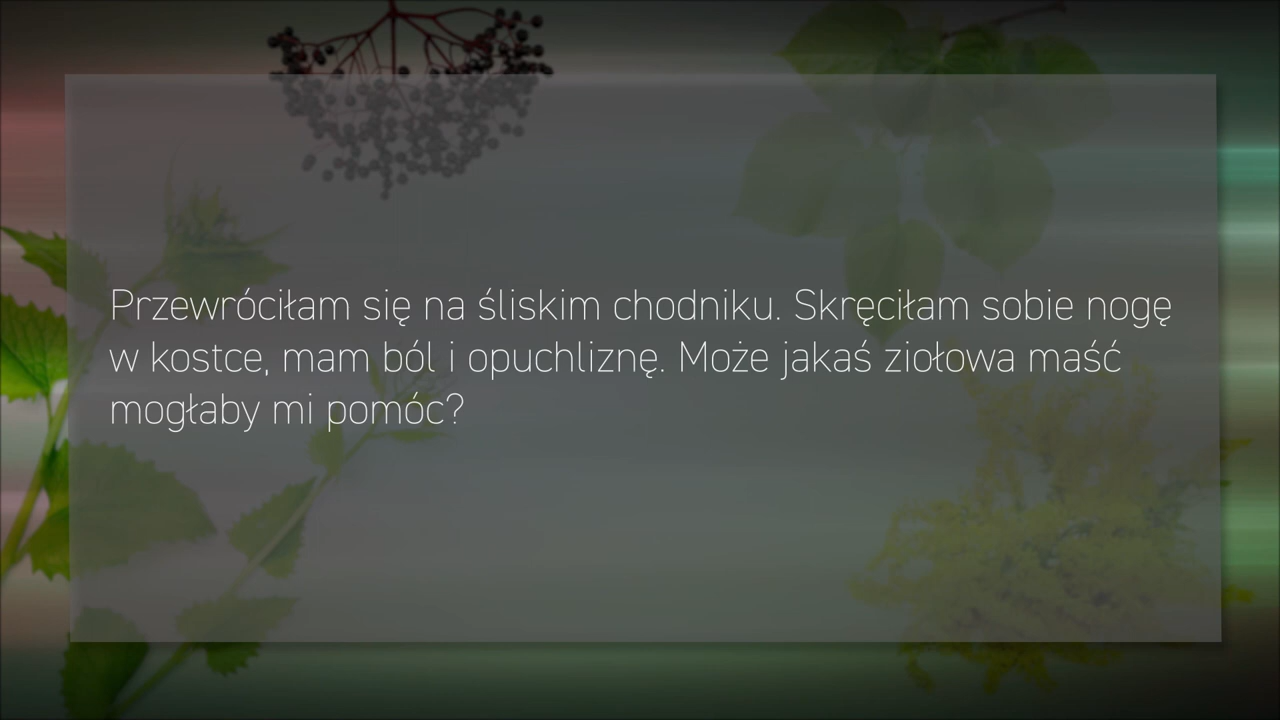 Przewróciłam się na śliskim chodniku. Skręciłam sobie nogę
w kostce, mam ból i opuchliznę. Może jakaś ziołowa maść
mogłaby mi pomóc?